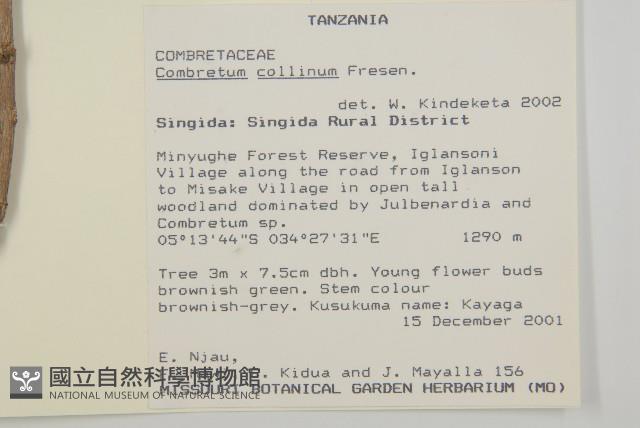 TANZANIA
COMBRETACEAE
Combretum collinum Fresen.
det. W. Kindeketa 2002
Singida: Singida Rural District
Minyughe Forest Reserve, Iglansoni
Village along the road from Iglanson
to Misake Village in open tall
woodland dominated by Julbenardia and
Combretum sp.
05°13'44"S 034°27'31"E 1290 m
Tree 3m x 7.5cm dbh. Young flower buds
brownish green. Stem colour
brownish-grey. Kusukuma name: Kayaga
15 December 2001
E. Njau,
Kidua and J. Mayalla 156
MISSOURI BOTANICAL GARDEN HERBARIUM (MO)
國立自然科學博物館
NATIONAL MUSEUM OF NATURAL SCIENCE